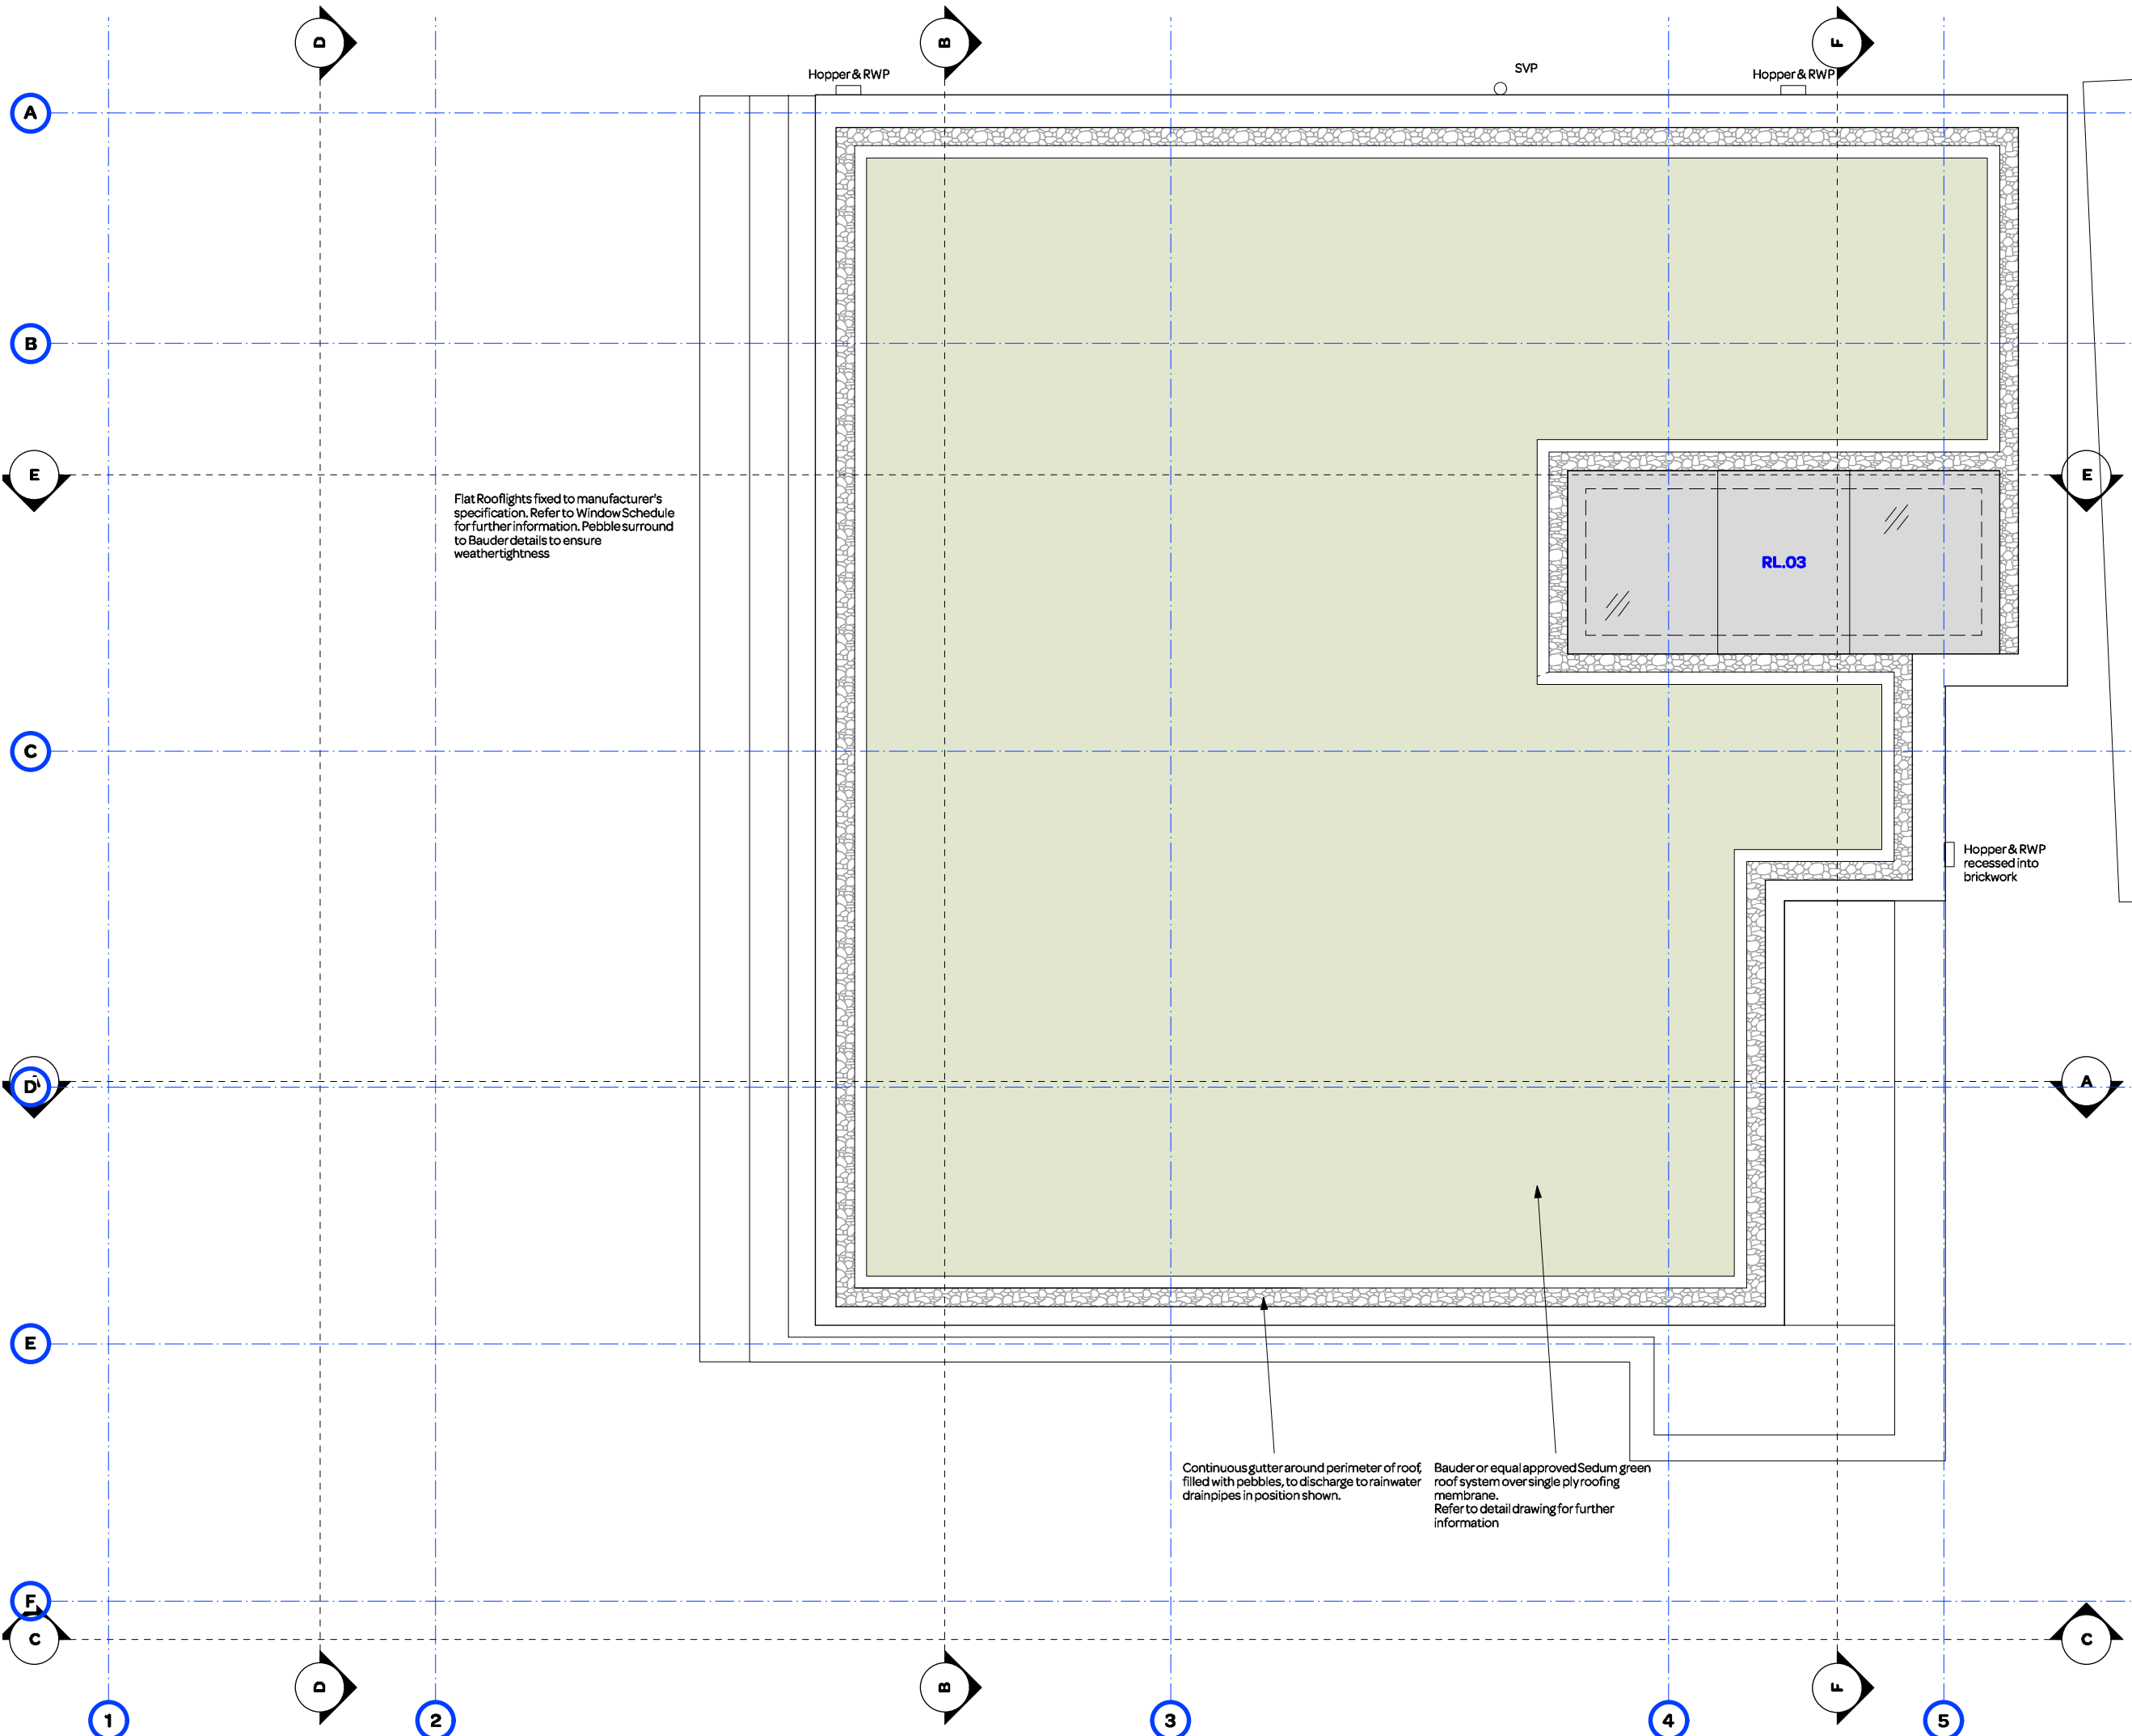 D
B
F
Hopper & RWP
SVP
Hopper & RWP
A
B
E
E
Flat Rooflights fixed to manufacturer's
specification. Refer to Window Schedule
for further information. Pebble surround
to Bauder details to ensure
weathertightness
RL.03
C
Hopper & RWP
recessed into
brickwork
D
A
E
Continuous gutter around perimeter of roof,
filled with pebbles, to discharge to rainwater
drainpipes in position shown.
Bauder or equal approved Sedum green
roof system over single ply roofing
membrane.
Refer to detail drawing for further
information
F
C
C
D
B
F
1
2
3
4
5